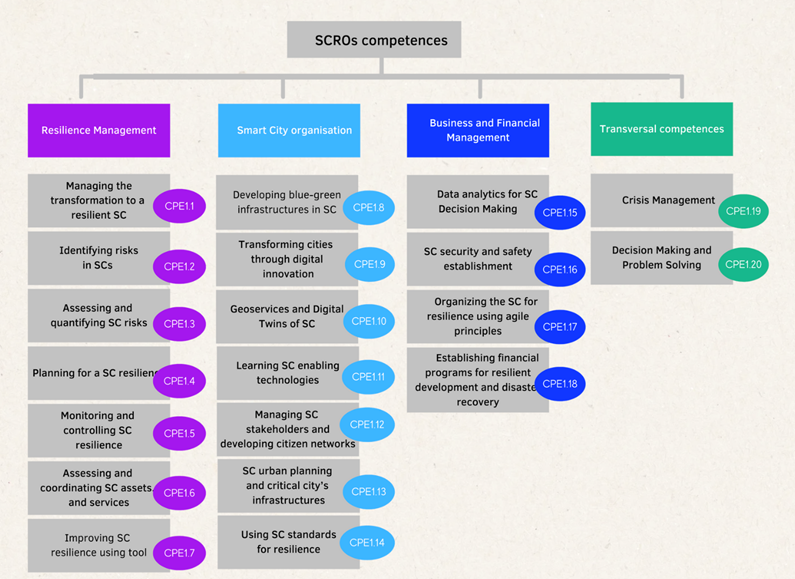 SCROs competences
Resilience Management
Smart City organisation
Business and Financial
Management
Transversal competences
Managing the
transformation to a
resilient SC
CPE1.1
Identifying risks
in SCs
CPE1.2
Assessing and
quantifying SC risks
CPE1.3
Planning for a SC resilien
CPE1.4
Monitoring and
controlling SC
resilience
CPE1.5
Assessing and
coordinating SC assets
and services
CPE1.6
Improving SC
resilience using tool
CPE1.7
Developing blue-green
infrastructures in SC
CPE1.8
Transforming cities
through digital
innovation
CPE1.9
Geoservices and Digital
Twins of SC
CPE1.10
Learning SC enabling
technologies
CPE1.11
Managing SC
stakeholders and
developing citizen networks
CPE1.12
SC urban planning
and critical city's
infrastructures
CPE1.13
Using SC standards
for resilience
CPE1.14
Data analytics for SC
Decision Making
CPE1.15
SC security and safety
establishment
CPE1.16
Organizing the SC for
resilience using agile
principles
CPE1.17
Establishing financial
programs for resilient
development and disaste
recovery
CPE1.18
Crisis Management
CPE1.19
Decision Making and
Problem Solving
CPE1.20